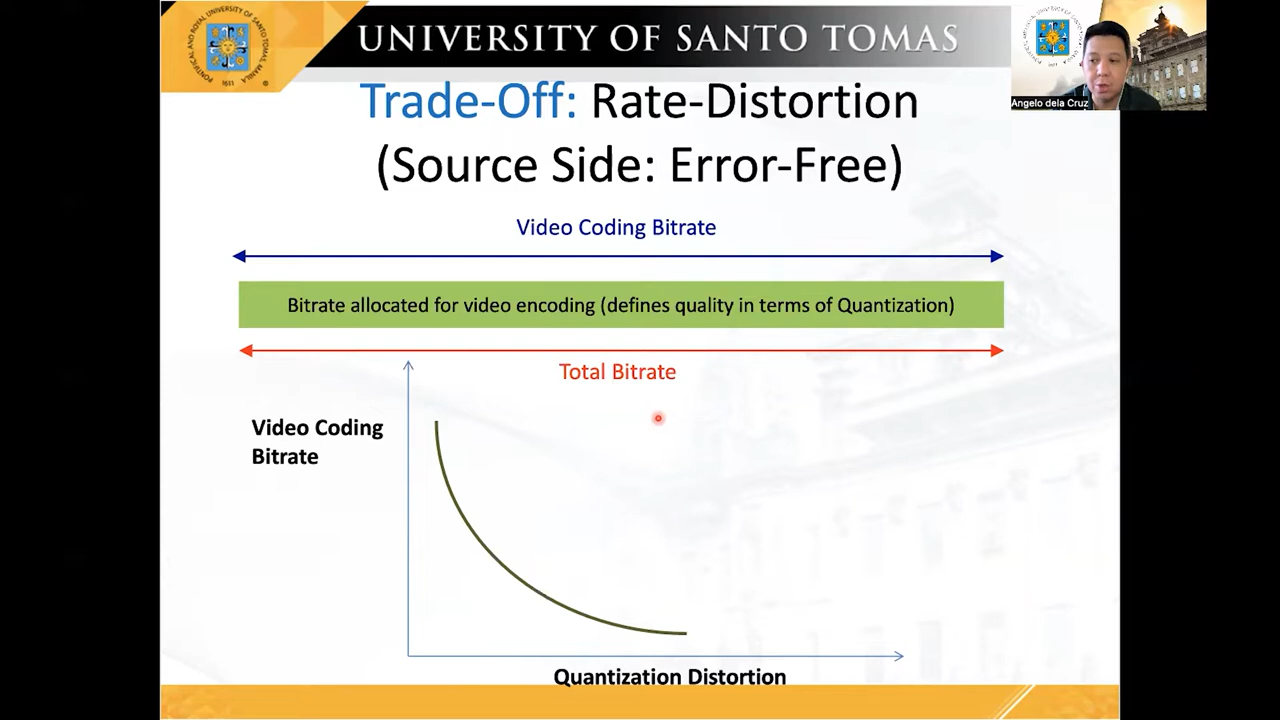 UNIVERSITY OF SANTO TOMAS
Angelo dela Cruz
Trade-Off: Rate-Distortion
(Source Side: Error-Free)
Video Coding Bitrate
Bitrate allocated for video encoding (defines quality in terms of Quantization)
Total Bitrate
Video Coding
Bitrate
Quantization Distortion